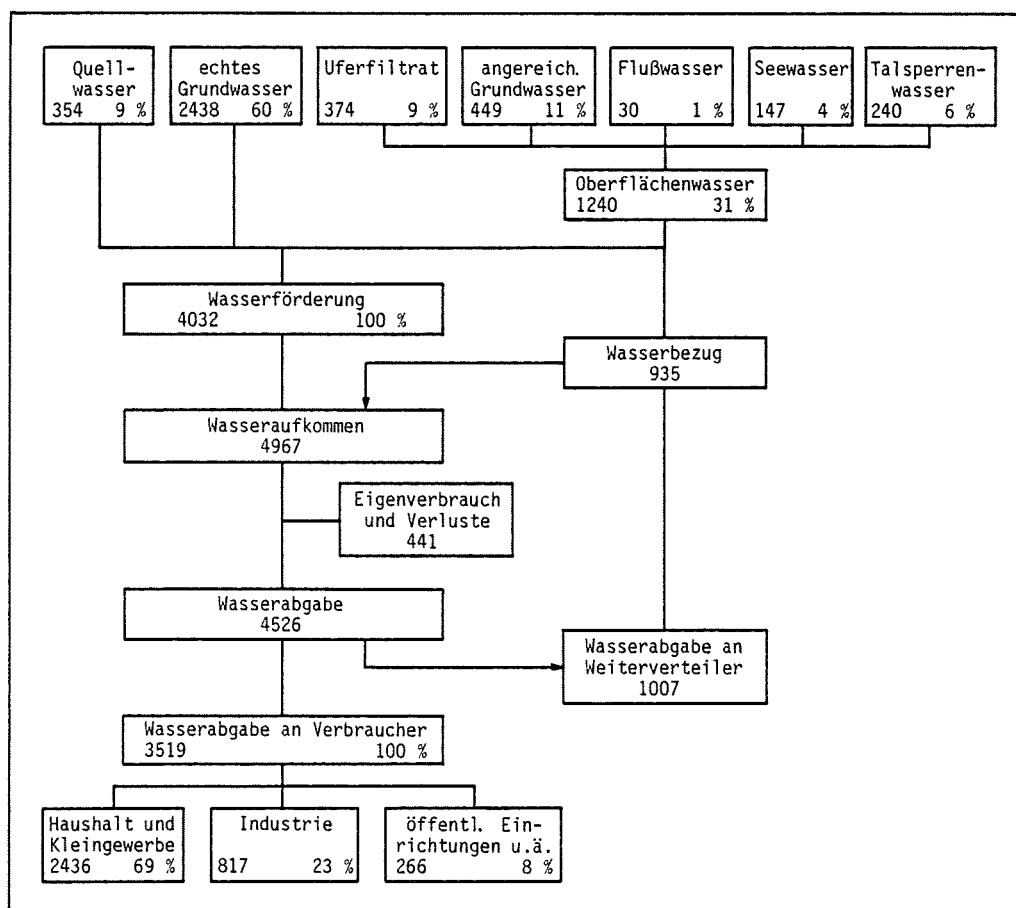 Quell-
wasser
354 9 %
echtes
Grundwasser
2438 60 %
Uferfiltrat
374 9 %
angereich.
Grundwasser
449 11 %
Flußwasser
30 1 %
Seewasser
147 4 %
Talsperren-
wasser
240 6 %
Oberflächenwasser
1240 31 %
Wasserförderung
4032 100 %
Wasserbezug
935
Wasseraufkommen
4967
Eigenverbrauch
und Verluste
441
Wasserabgabe
4526
Wasserabgabe an
Weiterverteiler
1007
Wasserabgabe an Verbraucher
3519 100 %
Haushalt und
Kleingewerbe
2436 69 %
Industrie
817 23 %
öffentl. Ein-
richtungen u.ä.
266 8 %